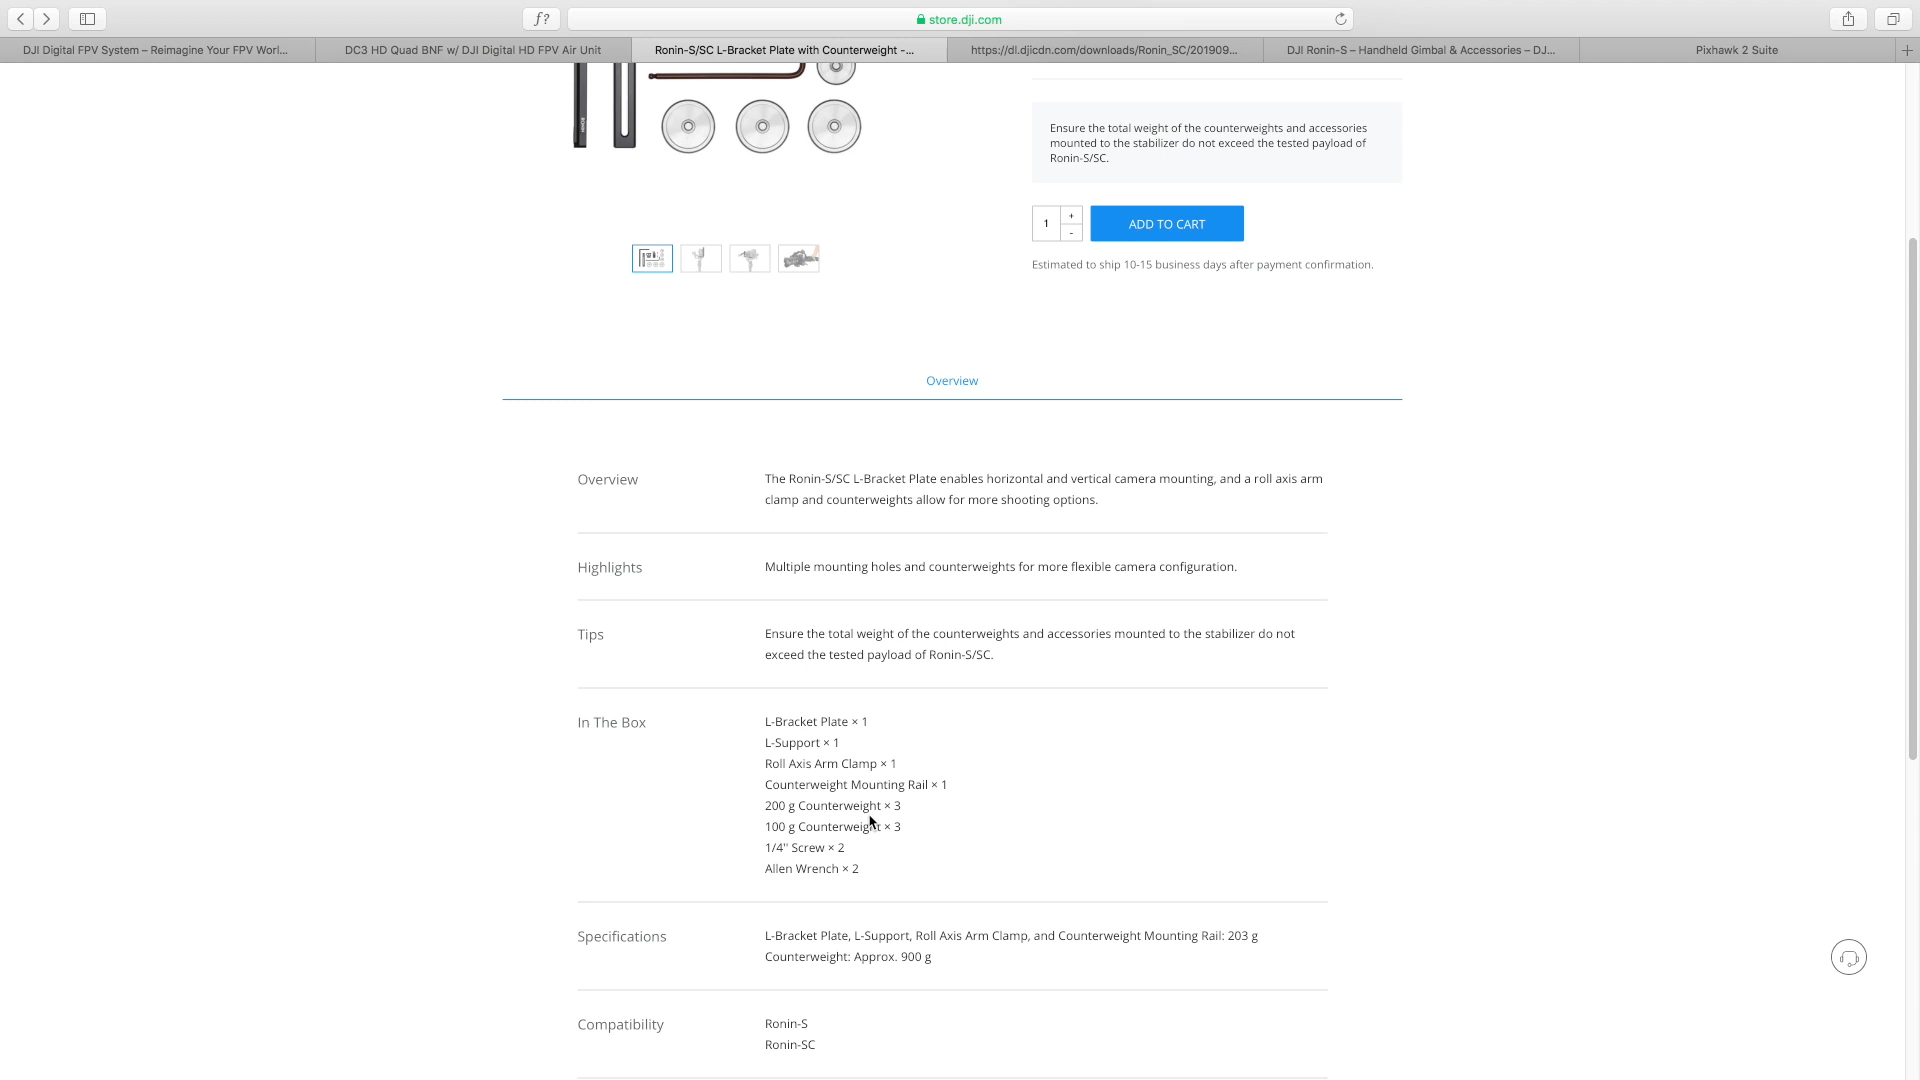 f?
store.dji.com
DJI Digital FPV System – Reimagine Your FPV Worl...
DC3 HD Quad BNF w/ DJI Digital HD FPV Air Unit
Ronin-S/SC L-Bracket Plate with Counterweight -...
https://dl.djicdn.com/downloads/Ronin_SC/201909...
DJI Ronin-S – Handheld Gimbal & Accessories – DJ...
Pixhawk 2 Suite
+
RONIN
Ensure the total weight of the counterweights and accessories
mounted to the stabilizer do not exceed the tested payload of
Ronin-S/SC.
1
+
-
ADD TO CART
Estimated to ship 10-15 business days after payment confirmation.
Overview
Overview
The Ronin-S/SC L-Bracket Plate enables horizontal and vertical camera mounting, and a roll axis arm
clamp and counterweights allow for more shooting options.
Highlights
Multiple mounting holes and counterweights for more flexible camera configuration.
Tips
Ensure the total weight of the counterweights and accessories mounted to the stabilizer do not
exceed the tested payload of Ronin-S/SC.
In The Box
L-Bracket Plate × 1
L-Support × 1
Roll Axis Arm Clamp × 1
Counterweight Mounting Rail × 1
200 g Counterweight × 3
100 g Counterweight × 3
1/4" Screw × 2
Allen Wrench × 2
Specifications
L-Bracket Plate, L-Support, Roll Axis Arm Clamp, and Counterweight Mounting Rail: 203 g
Counterweight: Approx. 900 g
Compatibility
Ronin-S
Ronin-SC